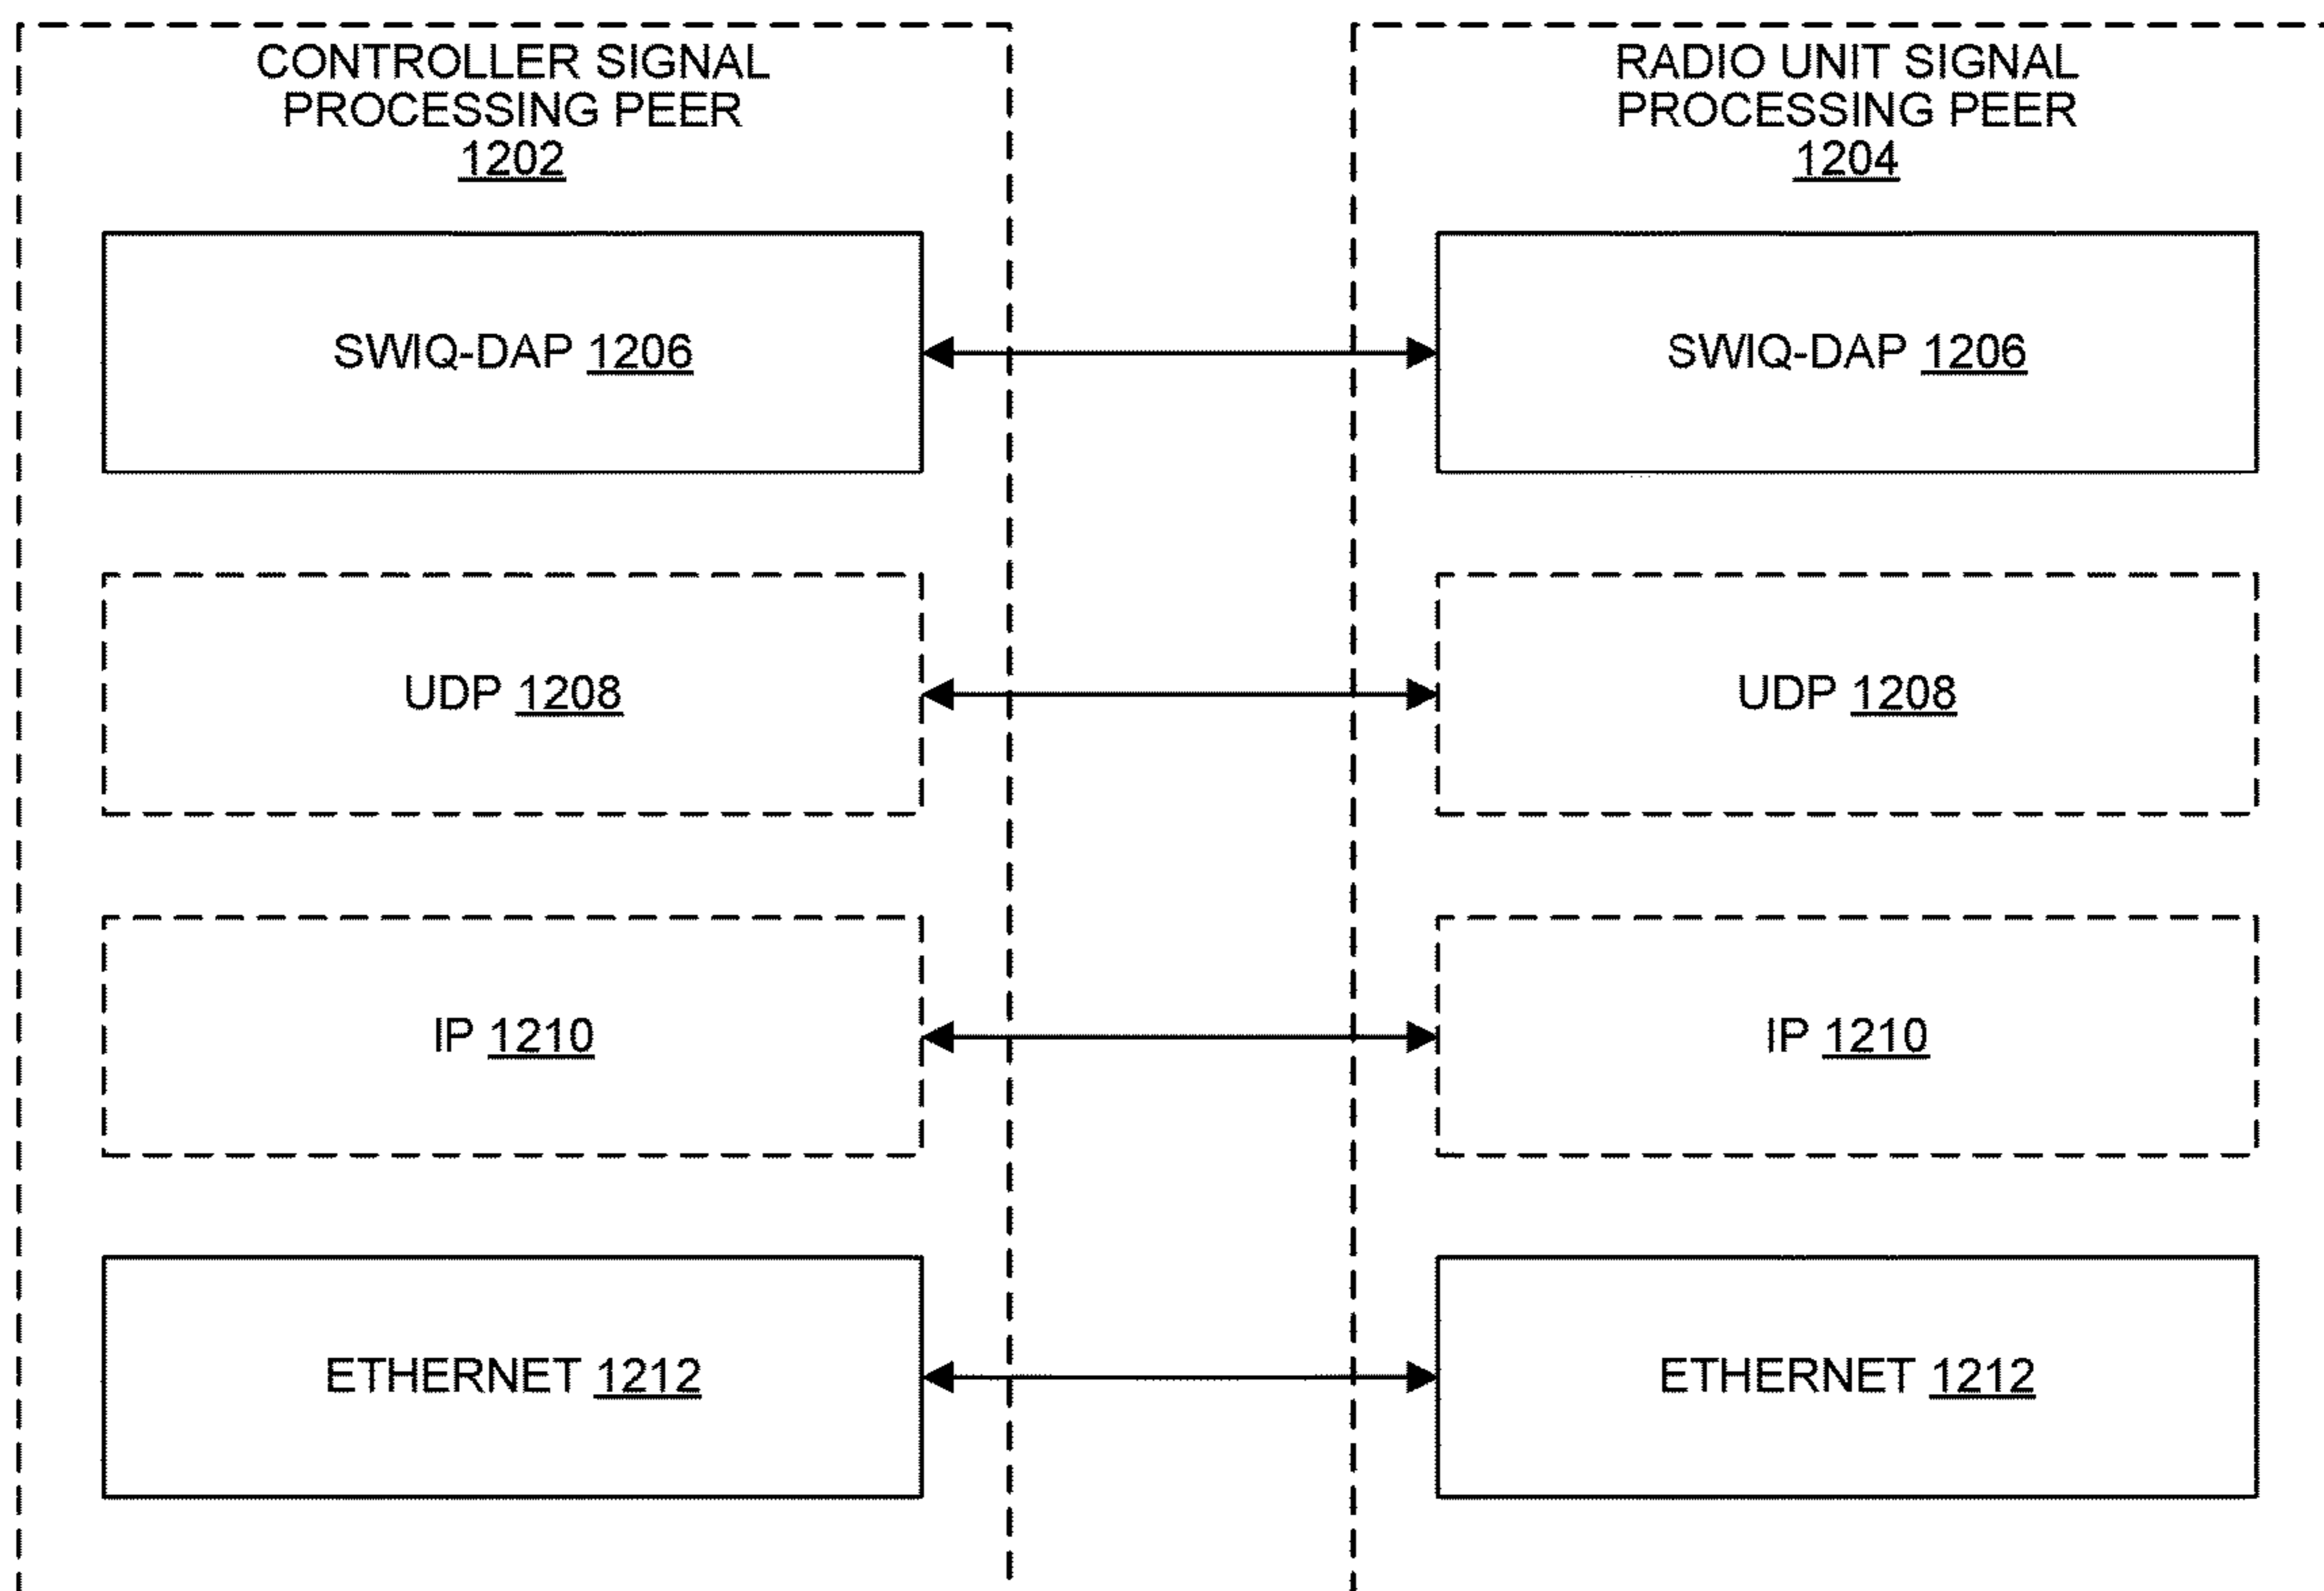 CONTROLLER SIGNAL
PROCESSING PEER
1202
SWIQ-DAP 1206
UDP 1208
IP 1210
ETHERNET 1212
RADIO UNIT SIGNAL
PROCESSING PEER
1204
SWIQ-DAP 1206
UDP 1208
IP 1210
ETHERNET 1212